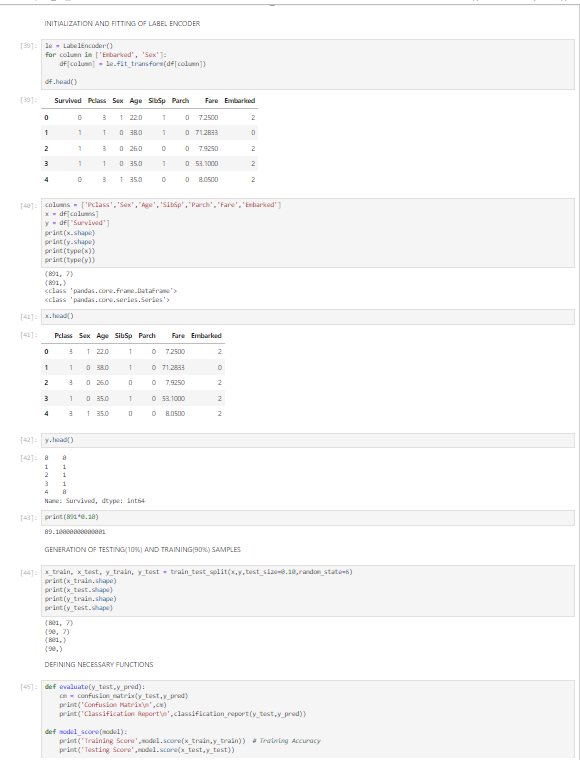 INITIALIZATION AND FITTING OF LABEL ENCODER
[39]: le = LabelEncoder()
for column in ['Embarked', 'Sex']:
df[column] = le.fit_transform(df[column])
df.head()
[39]: Survived Pclass Sex Age SibSp Parch Fare Embarked
0 0 3 1 22.0 1 0 7.2500 2
1 1 1 0 38.0 1 0 71.2833 0
2 1 3 0 26.0 0 0 7.9250 2
3 1 1 0 35.0 1 0 53.1000 2
4 0 3 1 35.0 0 0 8.0500 2
[40]: columns = ['Pclass','Sex','Age','SibSp','Parch','Fare','Embarked']
x = df[columns]
y = df['Survived']
print(x.shape)
print(y.shape)
print(type(x))
print(type(y))
(891, 7)
(891,)
<class 'pandas.core.frame.DataFrame'>
<class 'pandas.core.series.Series'>
[41]: x.head()
[41]: Pclass Sex Age SibSp Parch Fare Embarked
0 3 1 22.0 1 0 7.2500 2
1 1 0 38.0 1 0 71.2833 0
2 3 0 26.0 0 0 7.9250 2
3 1 0 35.0 1 0 53.1000 2
4 3 1 35.0 0 0 8.0500 2
[42]: y.head()
[42]: 0 0
1 1
2 1
3 1
4 0
Name: Survived, dtype: int64
[43]: print(891*0.10)
89.10000000000001
GENERATION OF TESTING(10%) AND TRAINING(90%) SAMPLES
[44]: x_train, x_test, y_train, y_test = train_test_split(x,y,test_size=0.10,random_state=6)
print(x_train.shape)
print(x_test.shape)
print(y_train.shape)
print(y_test.shape)
(801, 7)
(90, 7)
(801,)
(90,)
DEFINING NECESSARY FUNCTIONS
[45]: def evaluate(y_test,y_pred):
cm = confusion_matrix(y_test,y_pred)
print('Confusion Matrix\n',cm)
print('Classification Report\n',classification_report(y_test,y_pred))
def model_score(model):
print('Training Score',model.score(x_train,y_train)) # Training Accuracy
print('Testing Score',model.score(x_test,y_test))